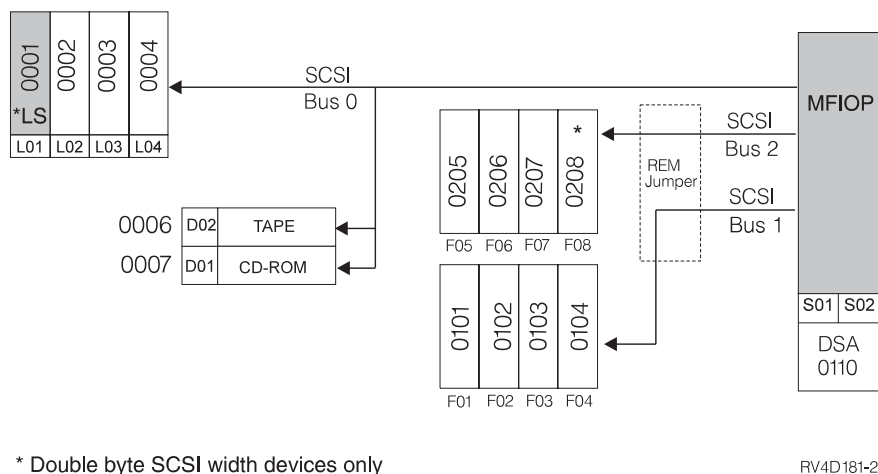 0001 0002 0003 0004
*LS
L01 L02 L03 L04
SCSI
Bus 0
MFIOP
*
0205 0206 0207 0208
F05 F06 F07 F08
REM
Jumper
SCSI
Bus 2
SCSI
Bus 1
0006 D02 TAPE
0007 D01 CD-ROM
0101 0102 0103 0104
F01 F02 F03 F04
S01 S02
DSA
0110
* Double byte SCSI width devices only
RV4D181-2